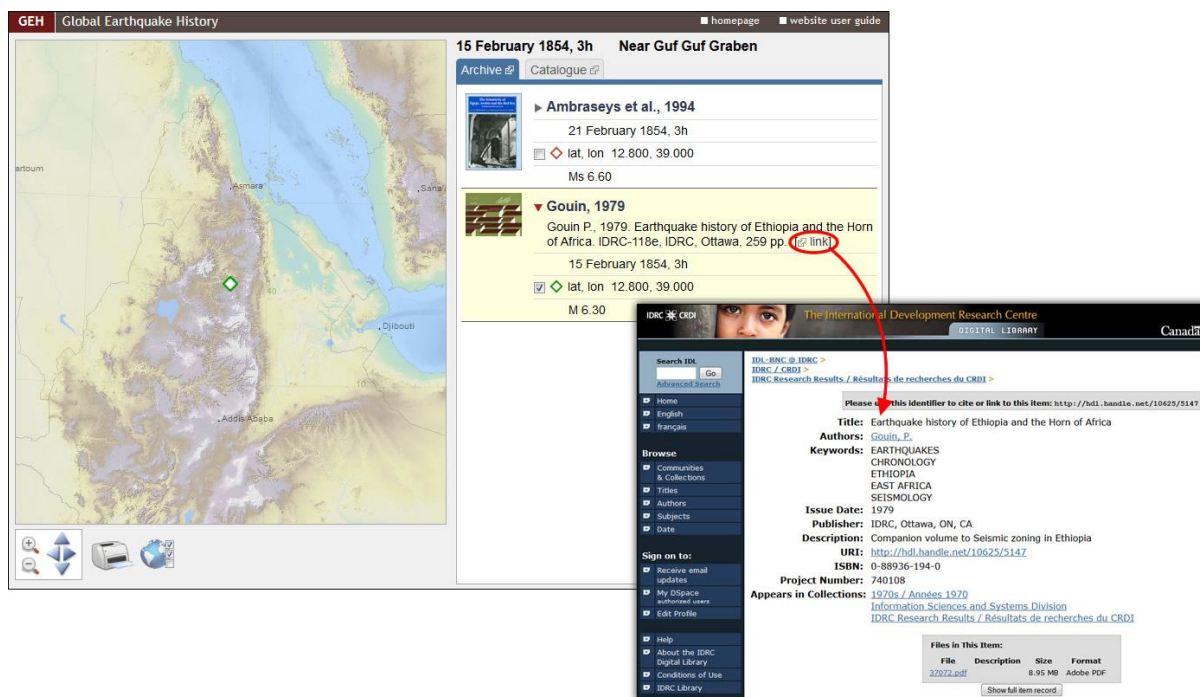 GEH Global Earthquake History
homepage website user guide
artoum
Asmara
Sana'a
40
Djibouti
10
Addis Ababa
15 February 1854, 3h Near Guf Guf Graben
Archive Catalogue
Ambraseys et al., 1994
21 February 1854, 3h
lat, lon 12.800, 39.000
Ms 6.60
Gouin, 1979
Gouin P., 1979. Earthquake history of Ethiopia and the Horn
of Africa. IDRC-118e, IDRC, Ottawa, 259 pp. [link]
15 February 1854, 3h
lat, lon 12.800, 39.000
M 6.30
IDRC CRDI The International Development Research Centre
DIGITAL LIBRARY Canada
Search IDL
Go
Advanced Search
Home
English
français
Browse
Communities
& Collections
Titles
Authors
Subjects
Date
Sign on to:
Receive email
updates
My DSpace
authorized users
Edit Profile
Help
About the IDRC
Digital Library
Conditions of Use
IDRC Library
IDL-BNC @ IDRC >
IDRC / CRDI >
IDRC Research Results / Résultats de recherches du CRDI >
Please use this identifier to cite or link to this item: http://hdl.handle.net/10625/5147
Title: Earthquake history of Ethiopia and the Horn of Africa
Authors: Gouin, P.
Keywords: EARTHQUAKES
CHRONOLOGY
ETHIOPIA
EAST AFRICA
SEISMOLOGY
Issue Date: 1979
Publisher: IDRC, Ottawa, ON, CA
Description: Companion volume to Seismic zoning in Ethiopia
URI: http://hdl.handle.net/10625/5147
ISBN: 0-88936-194-0
Project Number: 740108
Appears in Collections: 1970s / Années 1970
Information Sciences and Systems Division
IDRC Research Results / Résultats de recherches du CRDI
Files in This Item:
File Description Size Format
37072.pdf 8.95 MB Adobe PDF
Show full item record